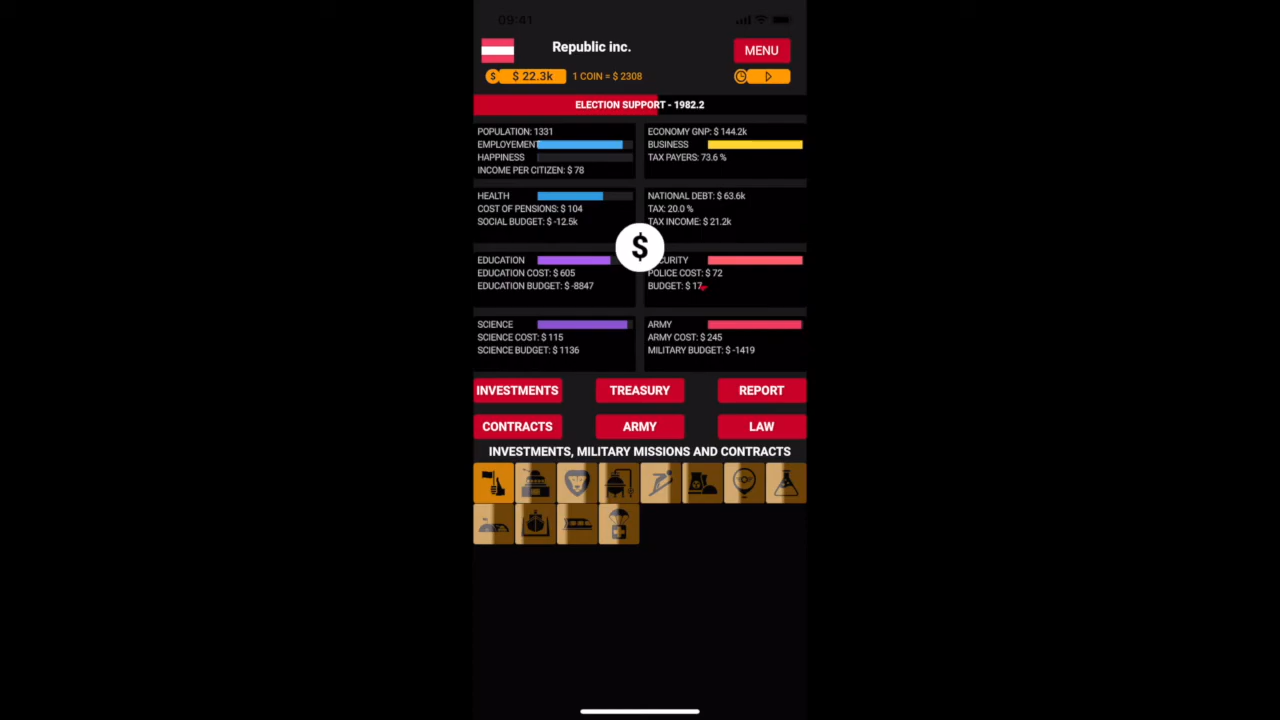 09:41
Republic inc.
MENU
$ 22.3k
1 COIN = $ 2308
ELECTION SUPPORT - 1982.2
POPULATION: 1331
EMPLOYEMENT
HAPPINESS
INCOME PER CITIZEN: $ 78
ECONOMY GNP: $ 144.2k
BUSINESS
TAX PAYERS: 73.6 %
HEALTH
COST OF PENSIONS: $ 104
SOCIAL BUDGET: $ -12.5k
NATIONAL DEBT: $ 63.6k
TAX: 20.0 %
TAX INCOME: $ 21.2k
$
EDUCATION
EDUCATION COST: $ 605
EDUCATION BUDGET: $ -8847
POLICE COST: $ 72
BUDGET: $ 17
SCIENCE
SCIENCE COST: $ 115
SCIENCE BUDGET: $ 1136
ARMY
ARMY COST: $ 245
MILITARY BUDGET: $ -1419
INVESTMENTS
TREASURY
REPORT
CONTRACTS
ARMY
LAW
INVESTMENTS, MILITARY MISSIONS AND CONTRACTS